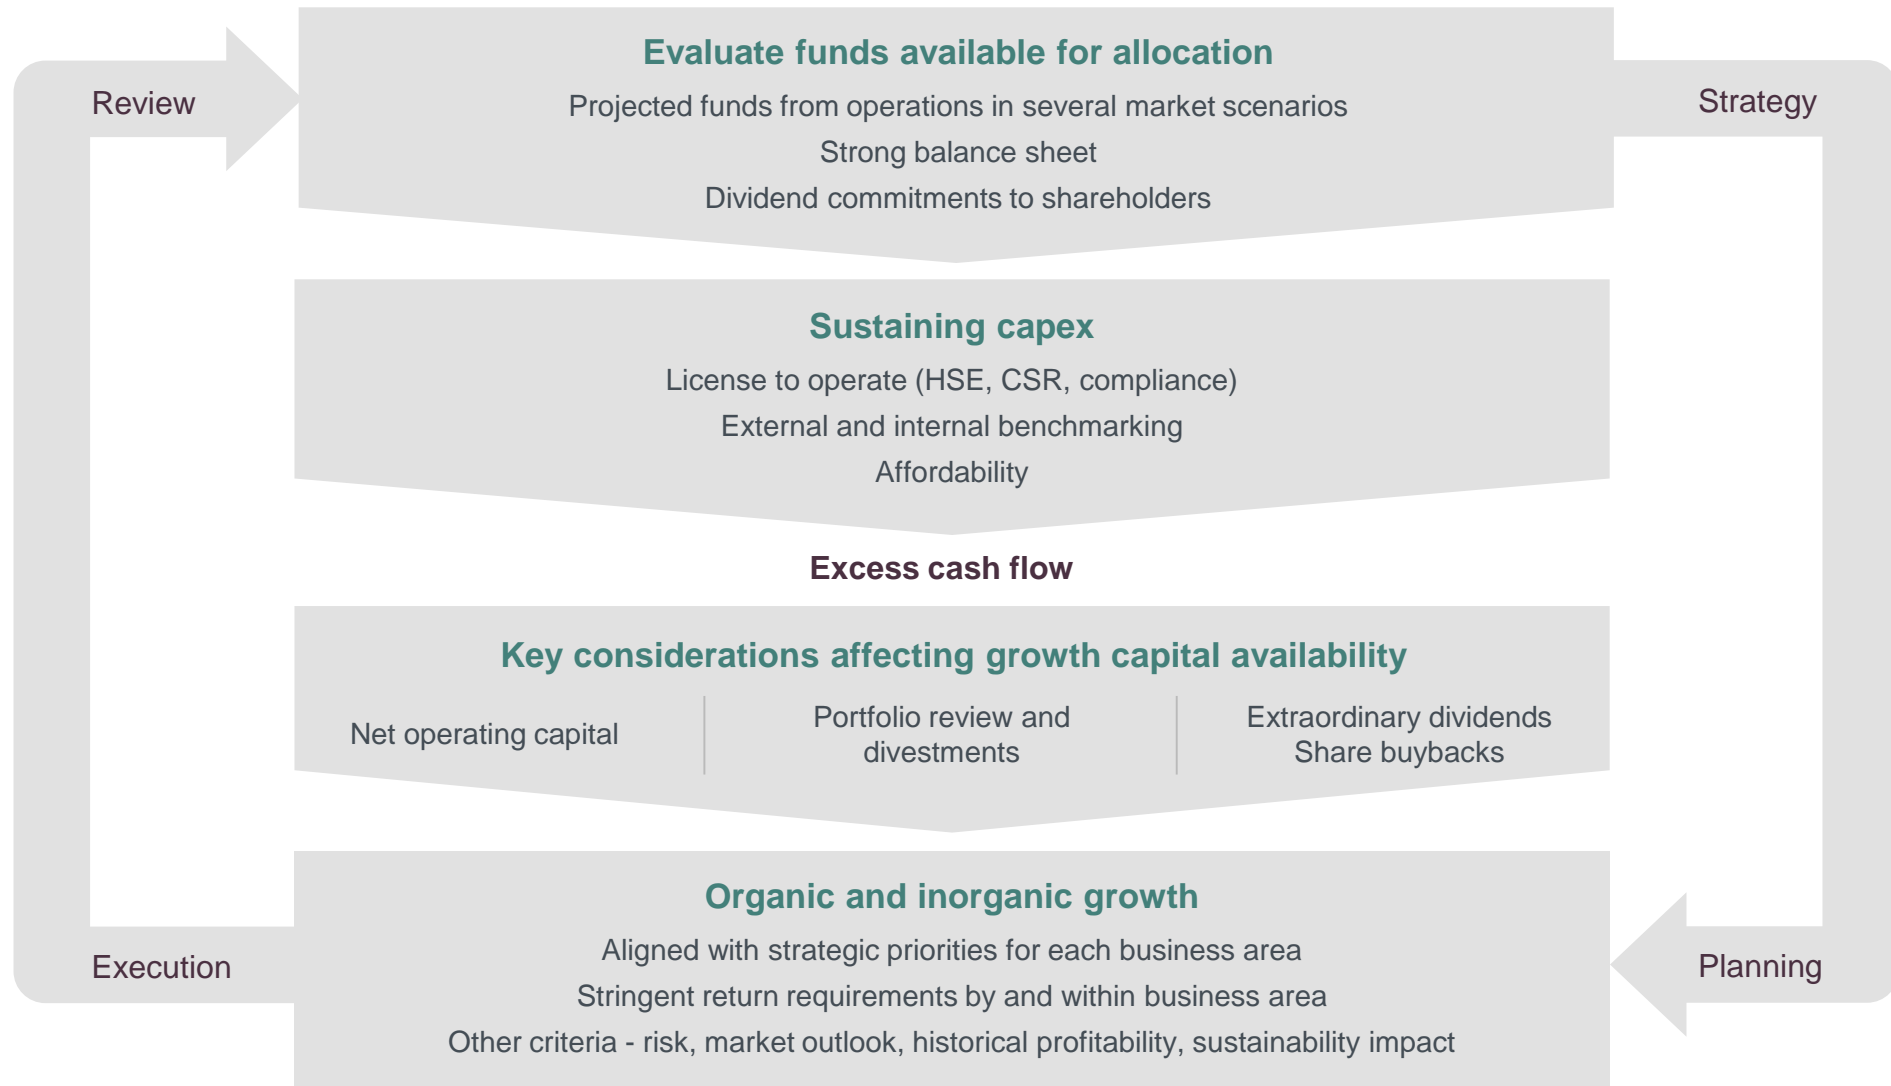 Evaluate funds available for allocation
Review
Strategy
Projected funds from operations in several market scenarios
Strong balance sheet
Dividend commitments to shareholders
Sustaining capex
License to operate (HSE, CSR, compliance)
External and internal benchmarking
Affordability
Excess cash flow
Key considerations affecting growth capital availability
Net operating capital
Portfolio review and
divestments
Extraordinary dividends
Share buybacks
Organic and inorganic growth
Aligned with strategic priorities for each business area
Execution
Planning
Stringent return requirements by and within business area
Other criteria - risk, market outlook, historical profitability, sustainability impact